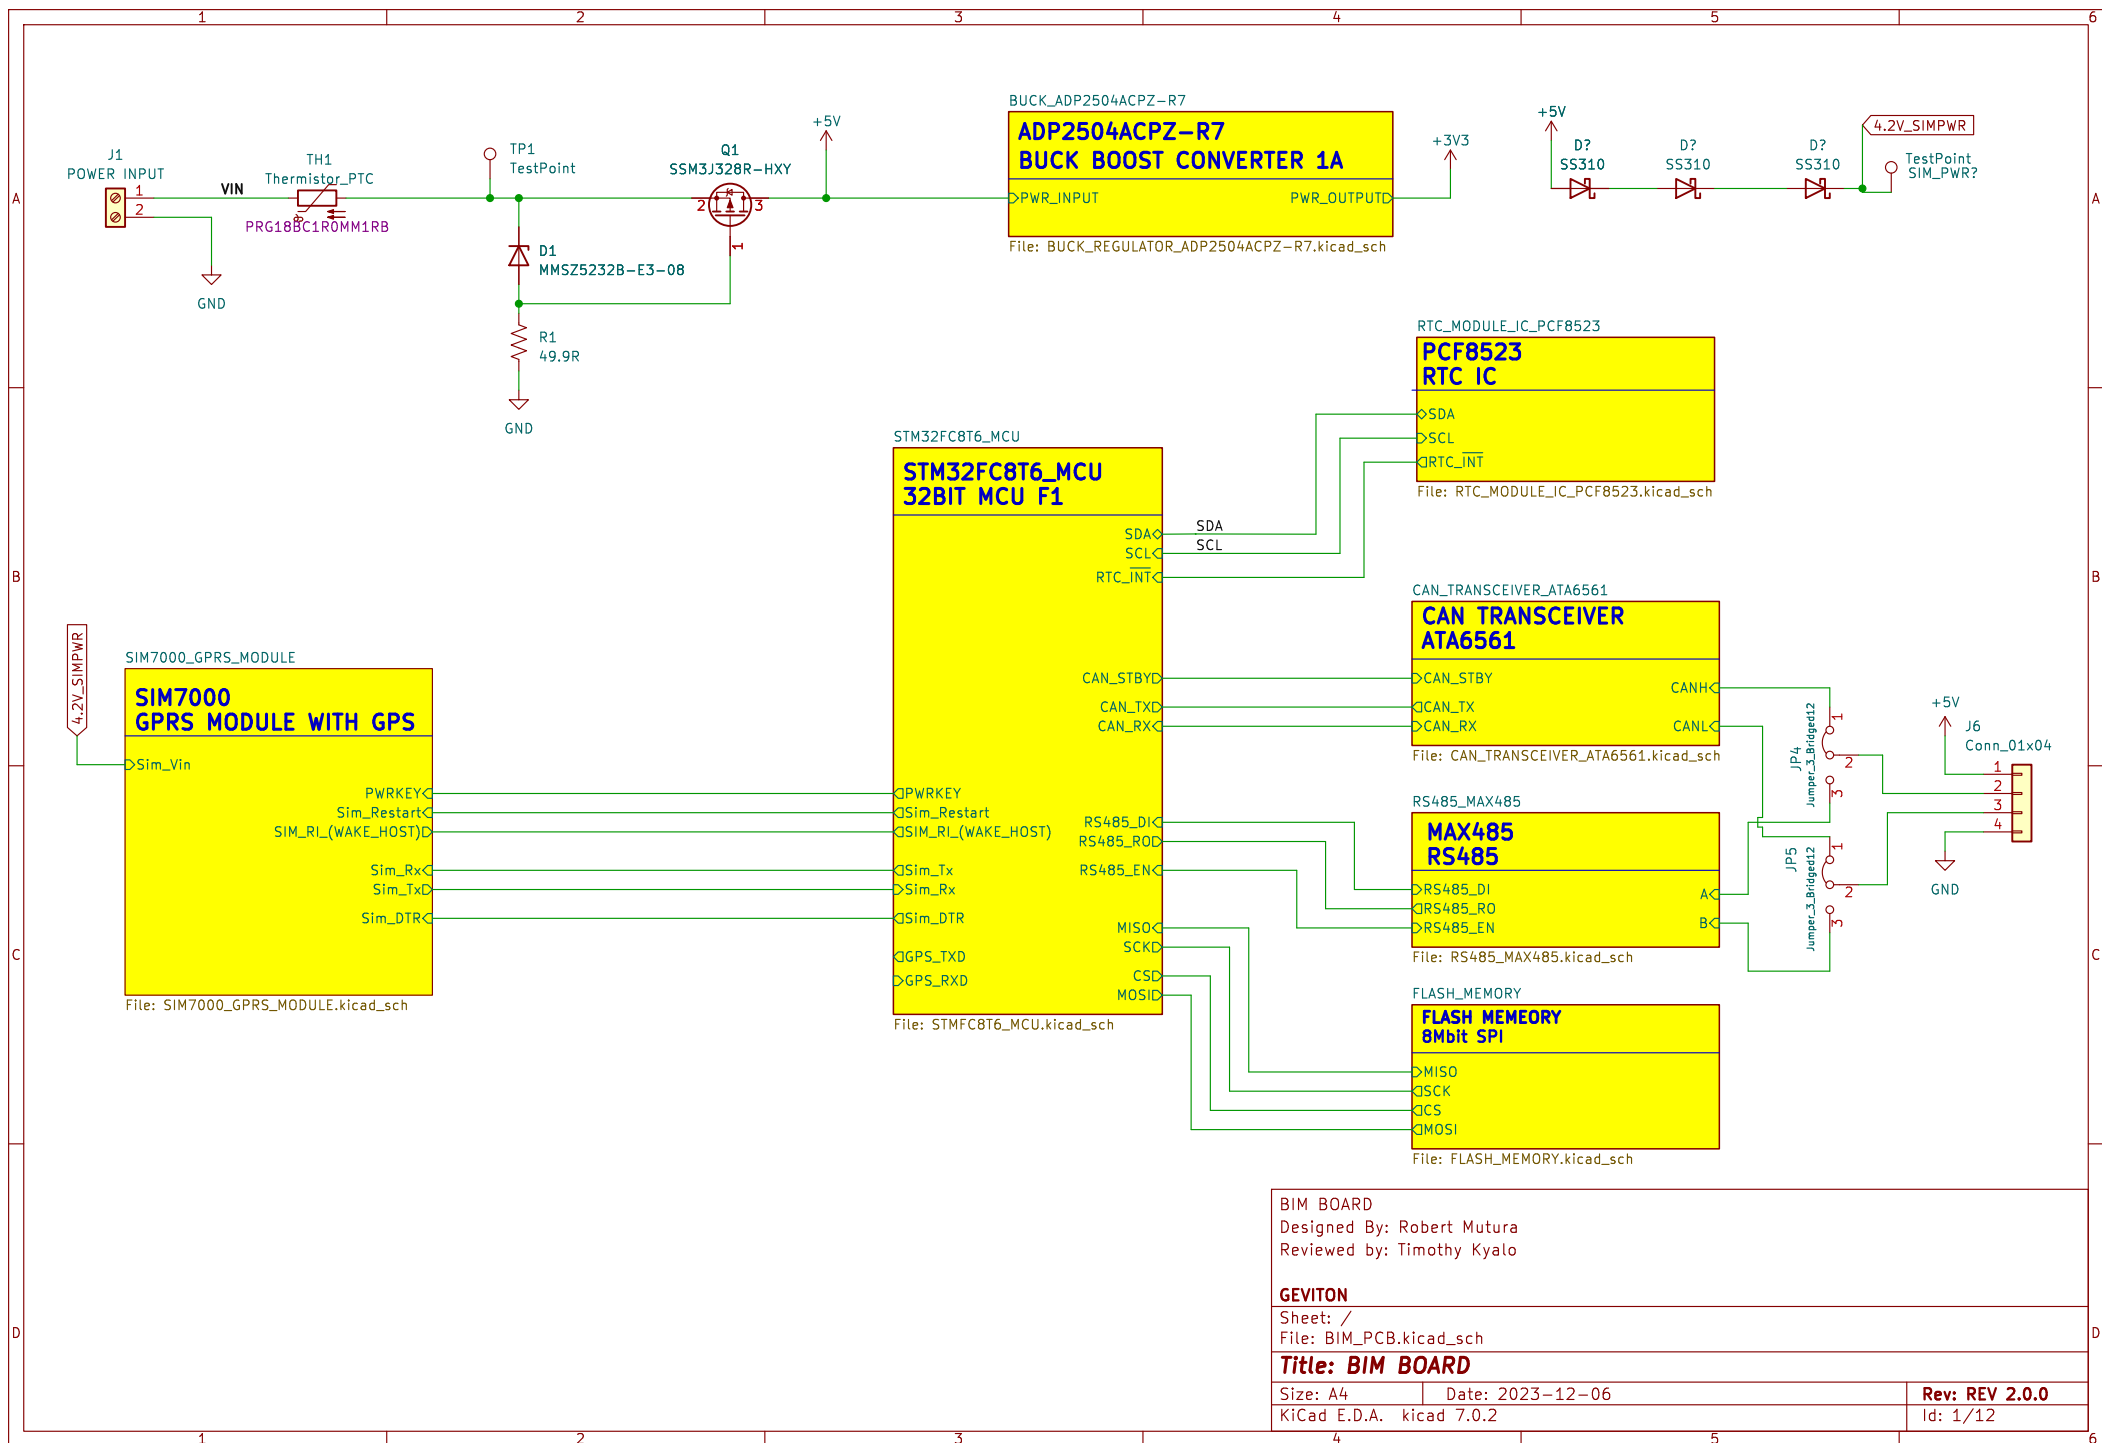 1 2 3 4 5 6
A
B
C
D
J1
POWER INPUT
1
2
GND
VIN
TH1
Thermistor_PTC
θ
PRG18BC1R0MM1RB
TP1
TestPoint
D1
MMSZ5232B-E3-08
R1
49.9R
GND
Q1
SSM3J328R-HXY
2
3
1
+5V
BUCK_ADP2504ACPZ-R7
ADP2504ACPZ-R7
BUCK BOOST CONVERTER 1A
PWR_INPUT
PWR_OUTPUT
File: BUCK_REGULATOR_ADP2504ACPZ-R7.kicad_sch
+3V3
+5V
D?
SS310
D?
SS310
D?
SS310
4.2V_SIMPWR
TestPoint
SIM_PWR?
RTC_MODULE_IC_PCF8523
PCF8523
RTC IC
SDA
SCL
RTC_INT
File: RTC_MODULE_IC_PCF8523.kicad_sch
STM32FC8T6_MCU
STM32FC8T6_MCU
32BIT MCU F1
SDA
SCL
RTC_INT
CAN_STBY
CAN_TX
CAN_RX
PWRKEY
Sim_Restart
SIM_RI_(WAKE_HOST)
Sim_Tx
Sim_Rx
Sim_DTR
GPS_TXD
GPS_RXD
RS485_DI
RS485_RO
RS485_EN
MISO
SCK
CS
MOSI
File: STMFC8T6_MCU.kicad_sch
SDA
SCL
4.2V_SIMPWR
SIM7000_GPRS_MODULE
SIM7000
GPRS MODULE WITH GPS
Sim_Vin
PWRKEY
Sim_Restart
SIM_RI_(WAKE_HOST)
Sim_Rx
Sim_Tx
Sim_DTR
File: SIM7000_GPRS_MODULE.kicad_sch
CAN_TRANSCEIVER_ATA6561
CAN TRANSCEIVER
ATA6561
CAN_STBY
CAN_TX
CAN_RX
CANH
CANL
File: CAN_TRANSCEIVER_ATA6561.kicad_sch
RS485_MAX485
MAX485
RS485
RS485_DI
RS485_RO
RS485_EN
A
B
File: RS485_MAX485.kicad_sch
FLASH_MEMORY
FLASH MEMEORY
8Mbit SPI
MISO
SCK
CS
MOSI
File: FLASH_MEMORY.kicad_sch
JP4
Jumper_3_Bridged12
1
2
3
JP5
Jumper_3_Bridged12
1
2
3
+5V
J6
Conn_01x04
1
2
3
4
GND
A
B
C
D
BIM BOARD
Designed By: Robert Mutura
Reviewed by: Timothy Kyalo
GEVITON
Sheet: /
File: BIM_PCB.kicad_sch
Title: BIM BOARD
Size: A4 Date: 2023-12-06 Rev: REV 2.0.0
KiCad E.D.A. kicad 7.0.2 Id: 1/12
1 2 3 4 5 6